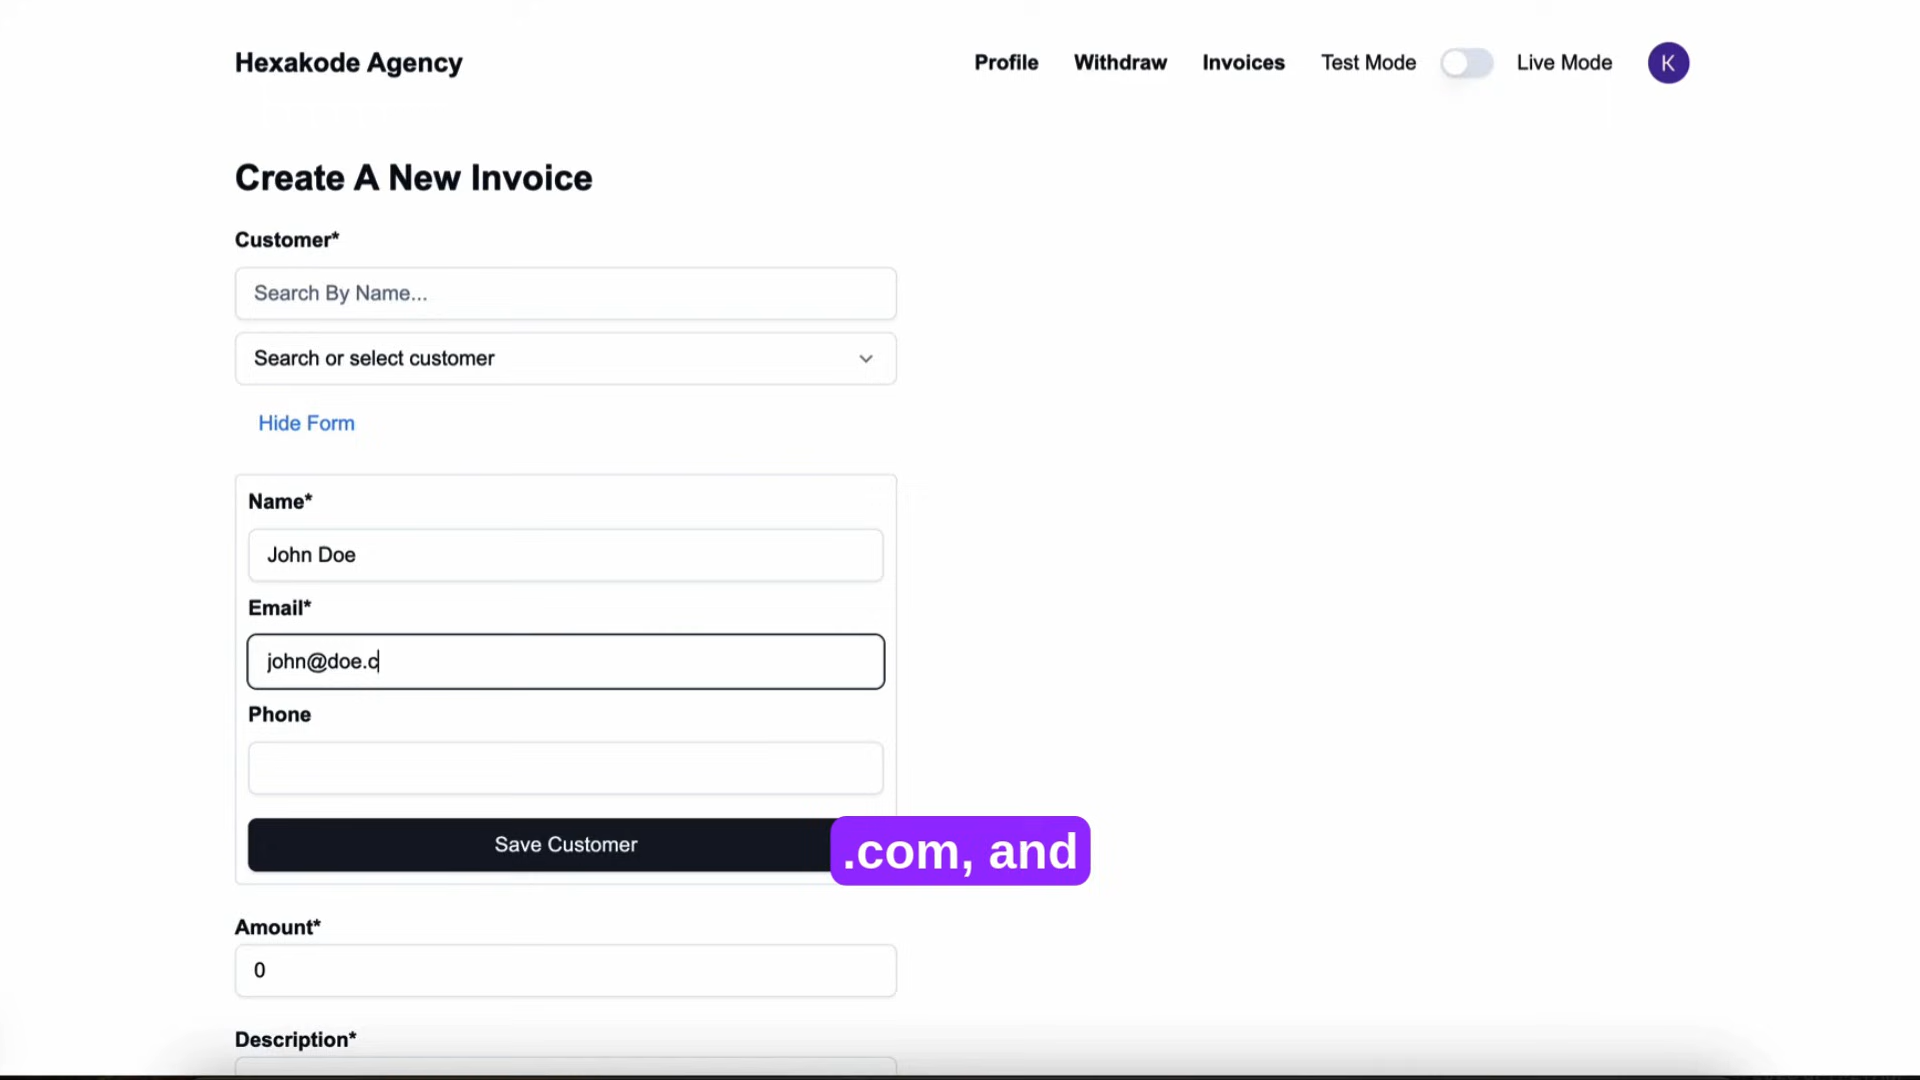 Hexakode Agency
Profile Withdraw Invoices Test Mode Live Mode K
Create A New Invoice
Customer*
Search By Name...
Search or select customer
Hide Form
Name*
John Doe
Email*
john@doe.c
Phone
Save Customer
.com, and
Amount*
0
Description*